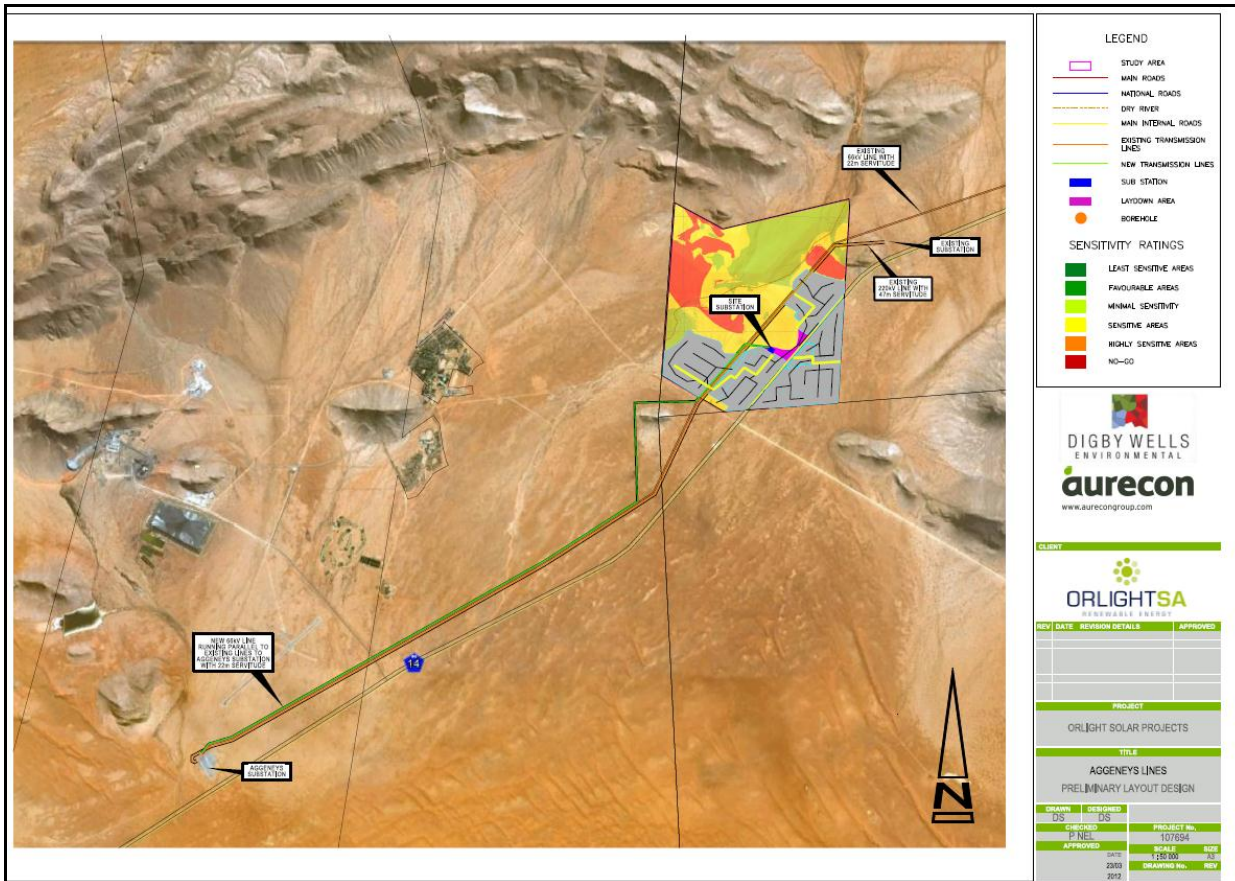 EXISTING
66kV LINE WITH
22m SERVITUDE
EXISTING
SUBSTATION
EXISTING
220kV LINE WITH
47m SERVITUDE
SITE
SUBSTATION
NEW 66kV LINE
RUNNING PARALLEL TO
EXISTING LINES TO
AGGENEYS SUBSTATION
WITH 22m SERVITUDE
14
AGGENEYS
SUBSTATION
N
LEGEND
STUDY AREA
MAIN ROADS
NATIONAL ROADS
DRY RIVER
MAIN INTERNAL ROADS
EXISTING TRANSMISSION
LINES
NEW TRANSMISSION LINES
SUB STATION
LAYDOWN AREA
BOREHOLE
SENSITIVITY RATINGS
LEAST SENSITIVE AREAS
FAVOURABLE AREAS
MINIMAL SENSITIVITY
SENSITIVE AREAS
HIGHLY SENSITIVE AREAS
NO-GO
DIGBY WELLS
ENVIRONMENTAL
aurecon
www.aurecongroup.com
CLIENT
ORLIGHTSA
RENEWABLE ENERGY
REV DATE REVISION DETAILS APPROVED
PROJECT
ORLIGHT SOLAR PROJECTS
TITLE
AGGENEYS LINES
PRELIMINARY LAYOUT DESIGN
DRAWN DESIGNED
DS DS
CHECKED PROJECT No.
P NEL 107694
APPROVED SCALE SIZE
DATE 1:50 000 A3
23/03 DRAWING No. REV
2012